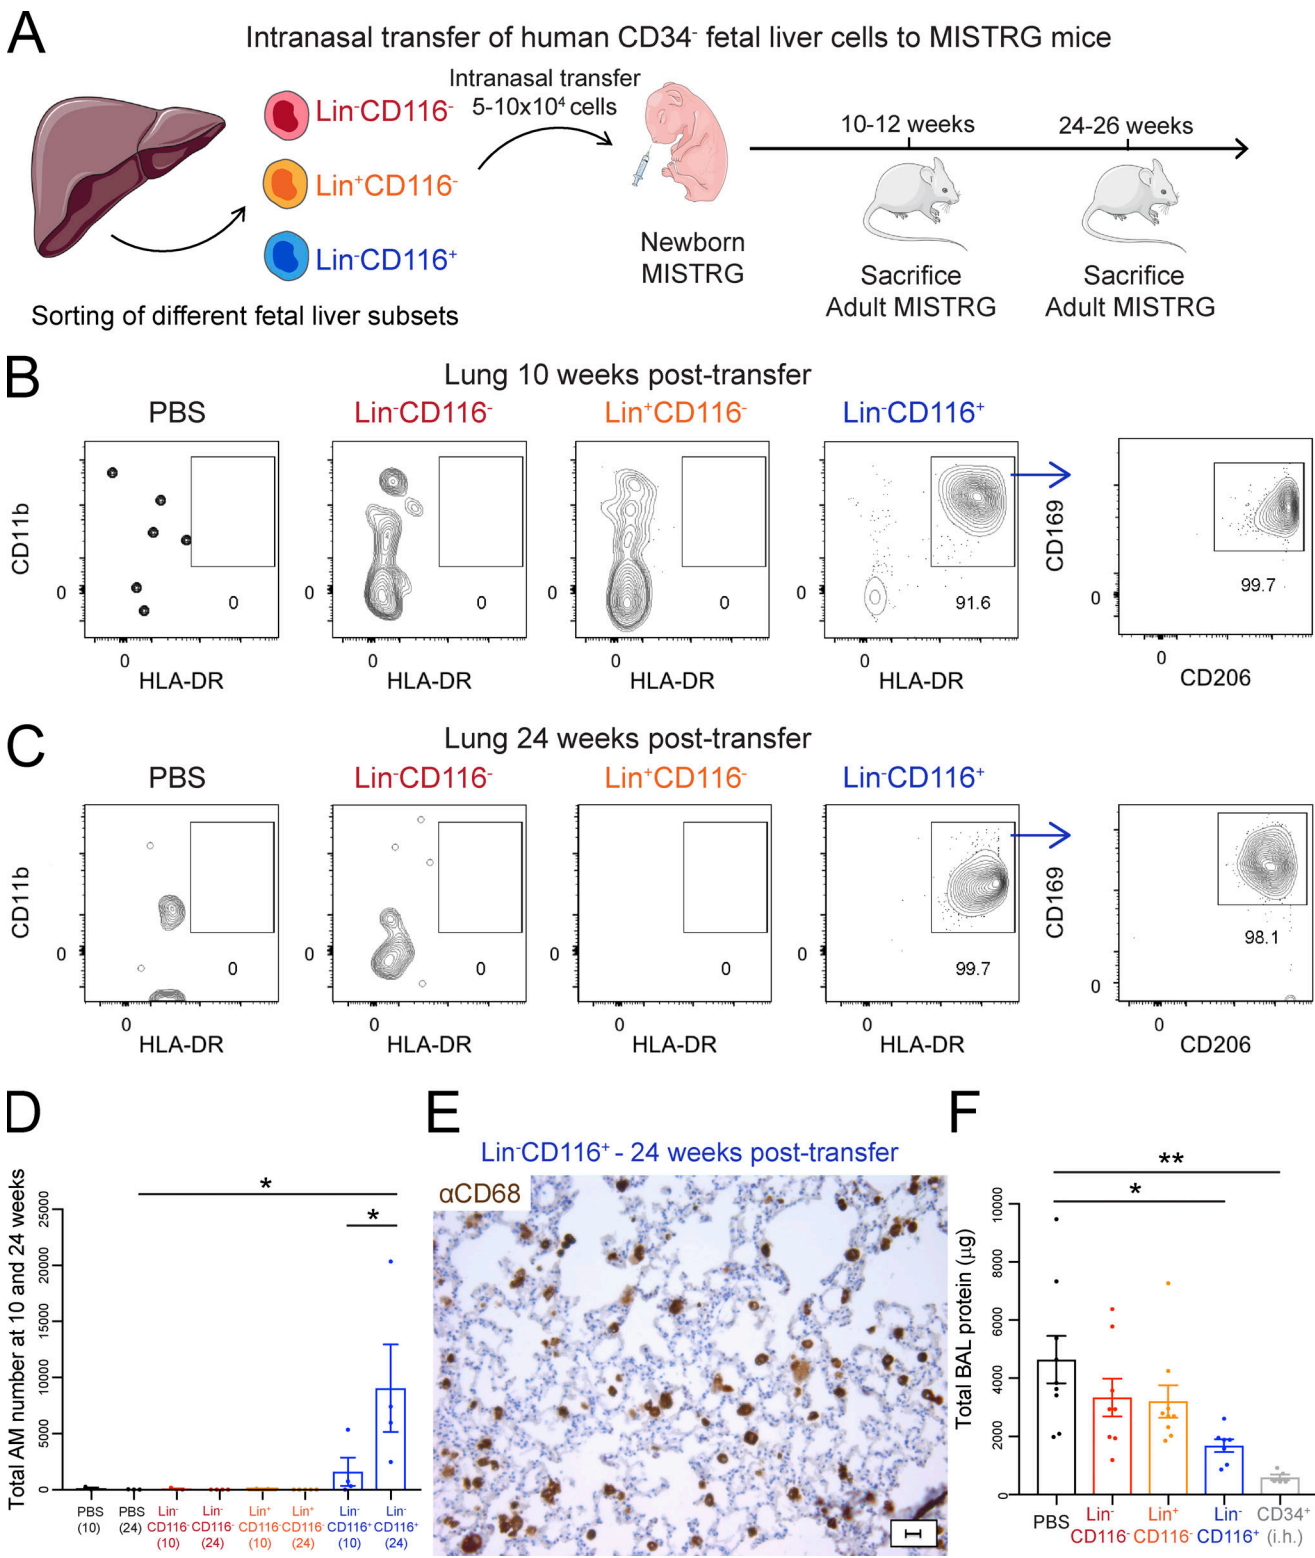 A
Intranasal transfer of human CD34⁻ fetal liver cells to MISTRG mice
Lin⁻CD116⁻
Lin⁺CD116⁻
Lin⁻CD116⁺
Sorting of different fetal liver subsets
Intranasal transfer
5-10x10⁴ cells
Newborn
MISTRG
10-12 weeks
Sacrifice
Adult MISTRG
24-26 weeks
Sacrifice
Adult MISTRG
B
Lung 10 weeks post-transfer
PBS
Lin⁻CD116⁻
Lin⁺CD116⁻
Lin⁻CD116⁺
CD11b
0
0
0
HLA-DR
0
0
HLA-DR
0
0
HLA-DR
91.6
0
HLA-DR
CD169
0
99.7
0
CD206
C
Lung 24 weeks post-transfer
PBS
Lin⁻CD116⁻
Lin⁺CD116⁻
Lin⁻CD116⁺
CD11b
0
0
0
HLA-DR
0
0
0
HLA-DR
0
0
0
HLA-DR
0
99.7
0
HLA-DR
CD169
0
98.1
0
CD206
D
Total AM number at 10 and 24 weeks
25000
20000
15000
10000
5000
0
*
*
PBS
(10)
PBS
(24)
Lin⁻
CD116⁻
(10)
Lin⁻
CD116⁻
(24)
Lin⁺
CD116⁻
(10)
Lin⁺
CD116⁻
(24)
Lin⁻
CD116⁺
(10)
Lin⁻
CD116⁺
(24)
E
Lin⁻CD116⁺ - 24 weeks post-transfer
αCD68
F
Total BAL protein (µg)
10000
8000
6000
4000
2000
0
**
*
PBS
Lin⁻
CD116⁻
Lin⁺
CD116⁻
Lin⁻
CD116⁺
CD34⁺
(i.h.)